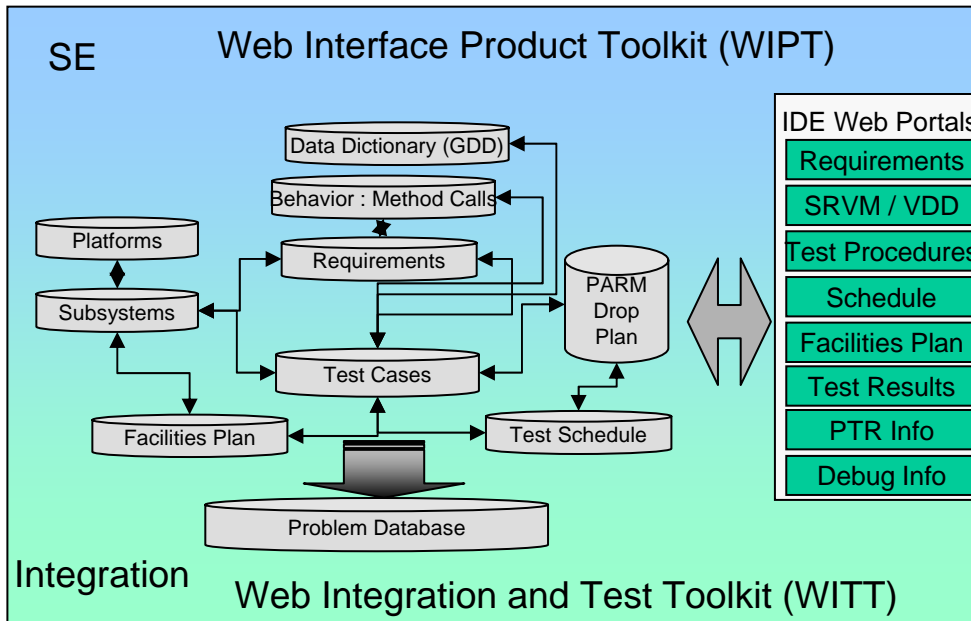 SE
Web Interface Product Toolkit (WIPT)
Data Dictionary (GDD)
Behavior : Method Calls
Platforms
Requirements
Subsystems
PARM
Drop
Plan
Test Cases
Facilities Plan
Test Schedule
Problem Database
IDE Web Portals
Requirements
SRVM / VDD
Test Procedures
Schedule
Facilities Plan
Test Results
PTR Info
Debug Info
Integration
Web Integration and Test Toolkit (WITT)